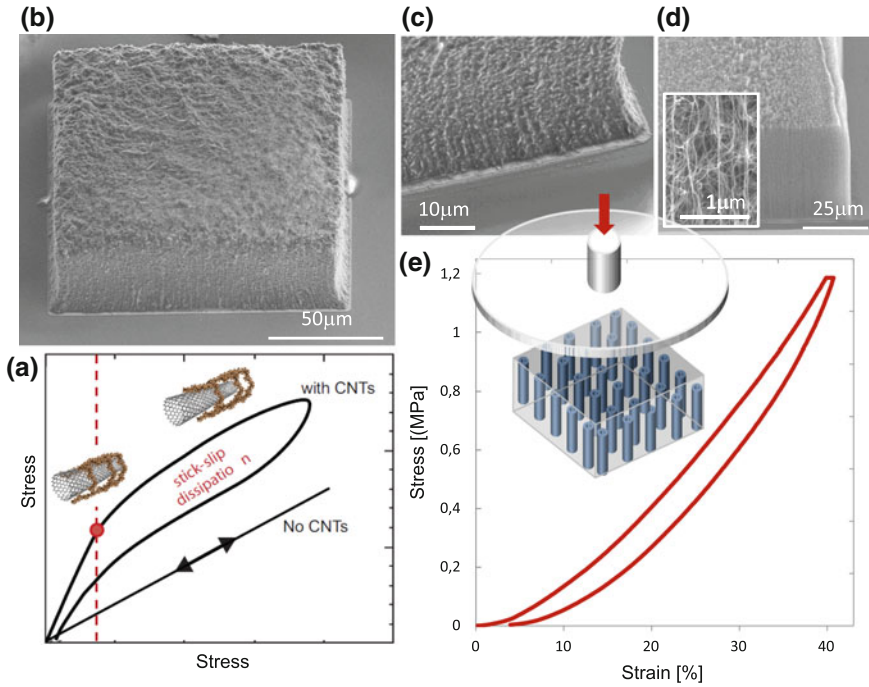 (b)
50μm
(c)
10μm
(d)
1μm
25μm
(a)
with CNTs
stick-slip
dissipatio n
No CNTs
Stress
Stress
(e)
1,2
1
0,8
0,6
0,4
0,2
0
Stress [(MPa)
0 10 20 30 40
Strain [%]